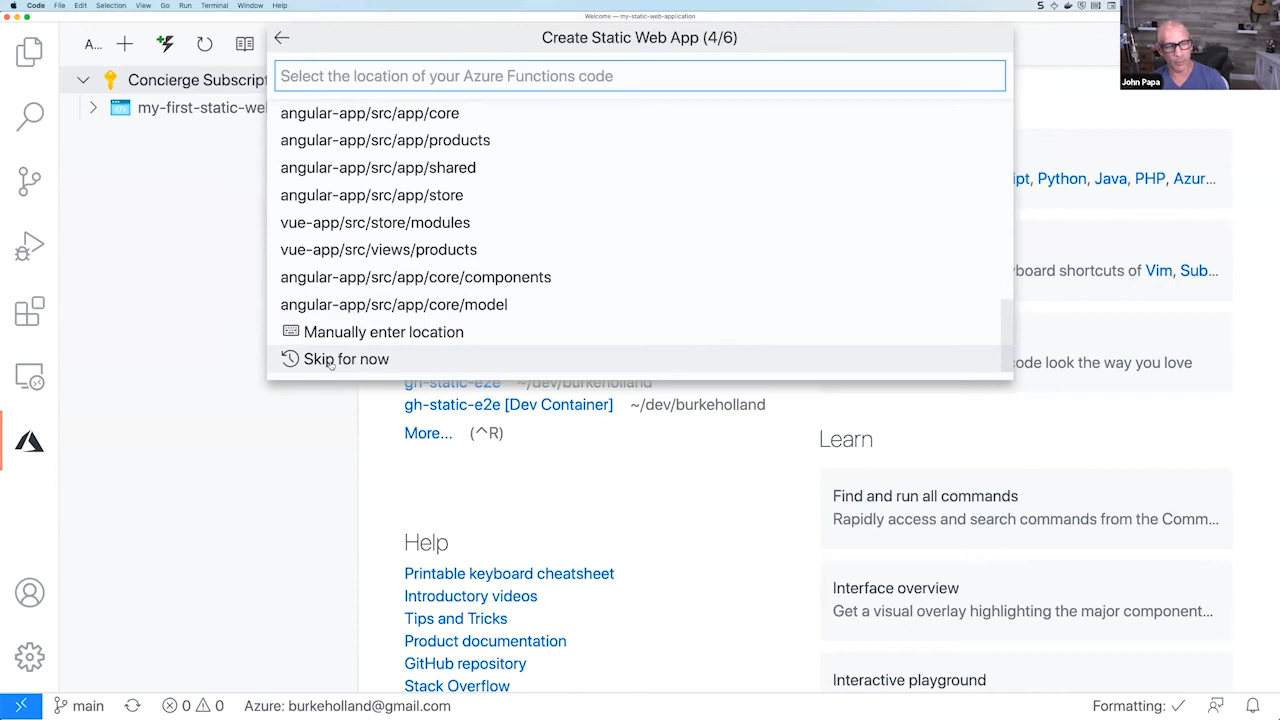 Code File Edit Selection View Go Run Terminal Window Help
Welcome — my-static-web-application
John Papa
A...
Create Static Web App (4/6)
Concierge Subscript
my-first-static-we
Select the location of your Azure Functions code
angular-app/src/app/core
angular-app/src/app/products
angular-app/src/app/shared
angular-app/src/app/store
vue-app/src/store/modules
vue-app/src/views/products
angular-app/src/app/core/components
angular-app/src/app/core/model
Manually enter location
Skip for now
ipt, Python, Java, PHP, Azur...
board shortcuts of Vim, Sub...
code look the way you love
gh-static-e2e ~/dev/burkeholland
gh-static-e2e [Dev Container] ~/dev/burkeholland
More... (^R)
Help
Printable keyboard cheatsheet
Introductory videos
Tips and Tricks
Product documentation
GitHub repository
Stack Overflow
Learn
Find and run all commands
Rapidly access and search commands from the Comm...
Interface overview
Get a visual overlay highlighting the major component...
Interactive playground
main 0 0 Azure: burkeholland@gmail.com Formatting: ✓